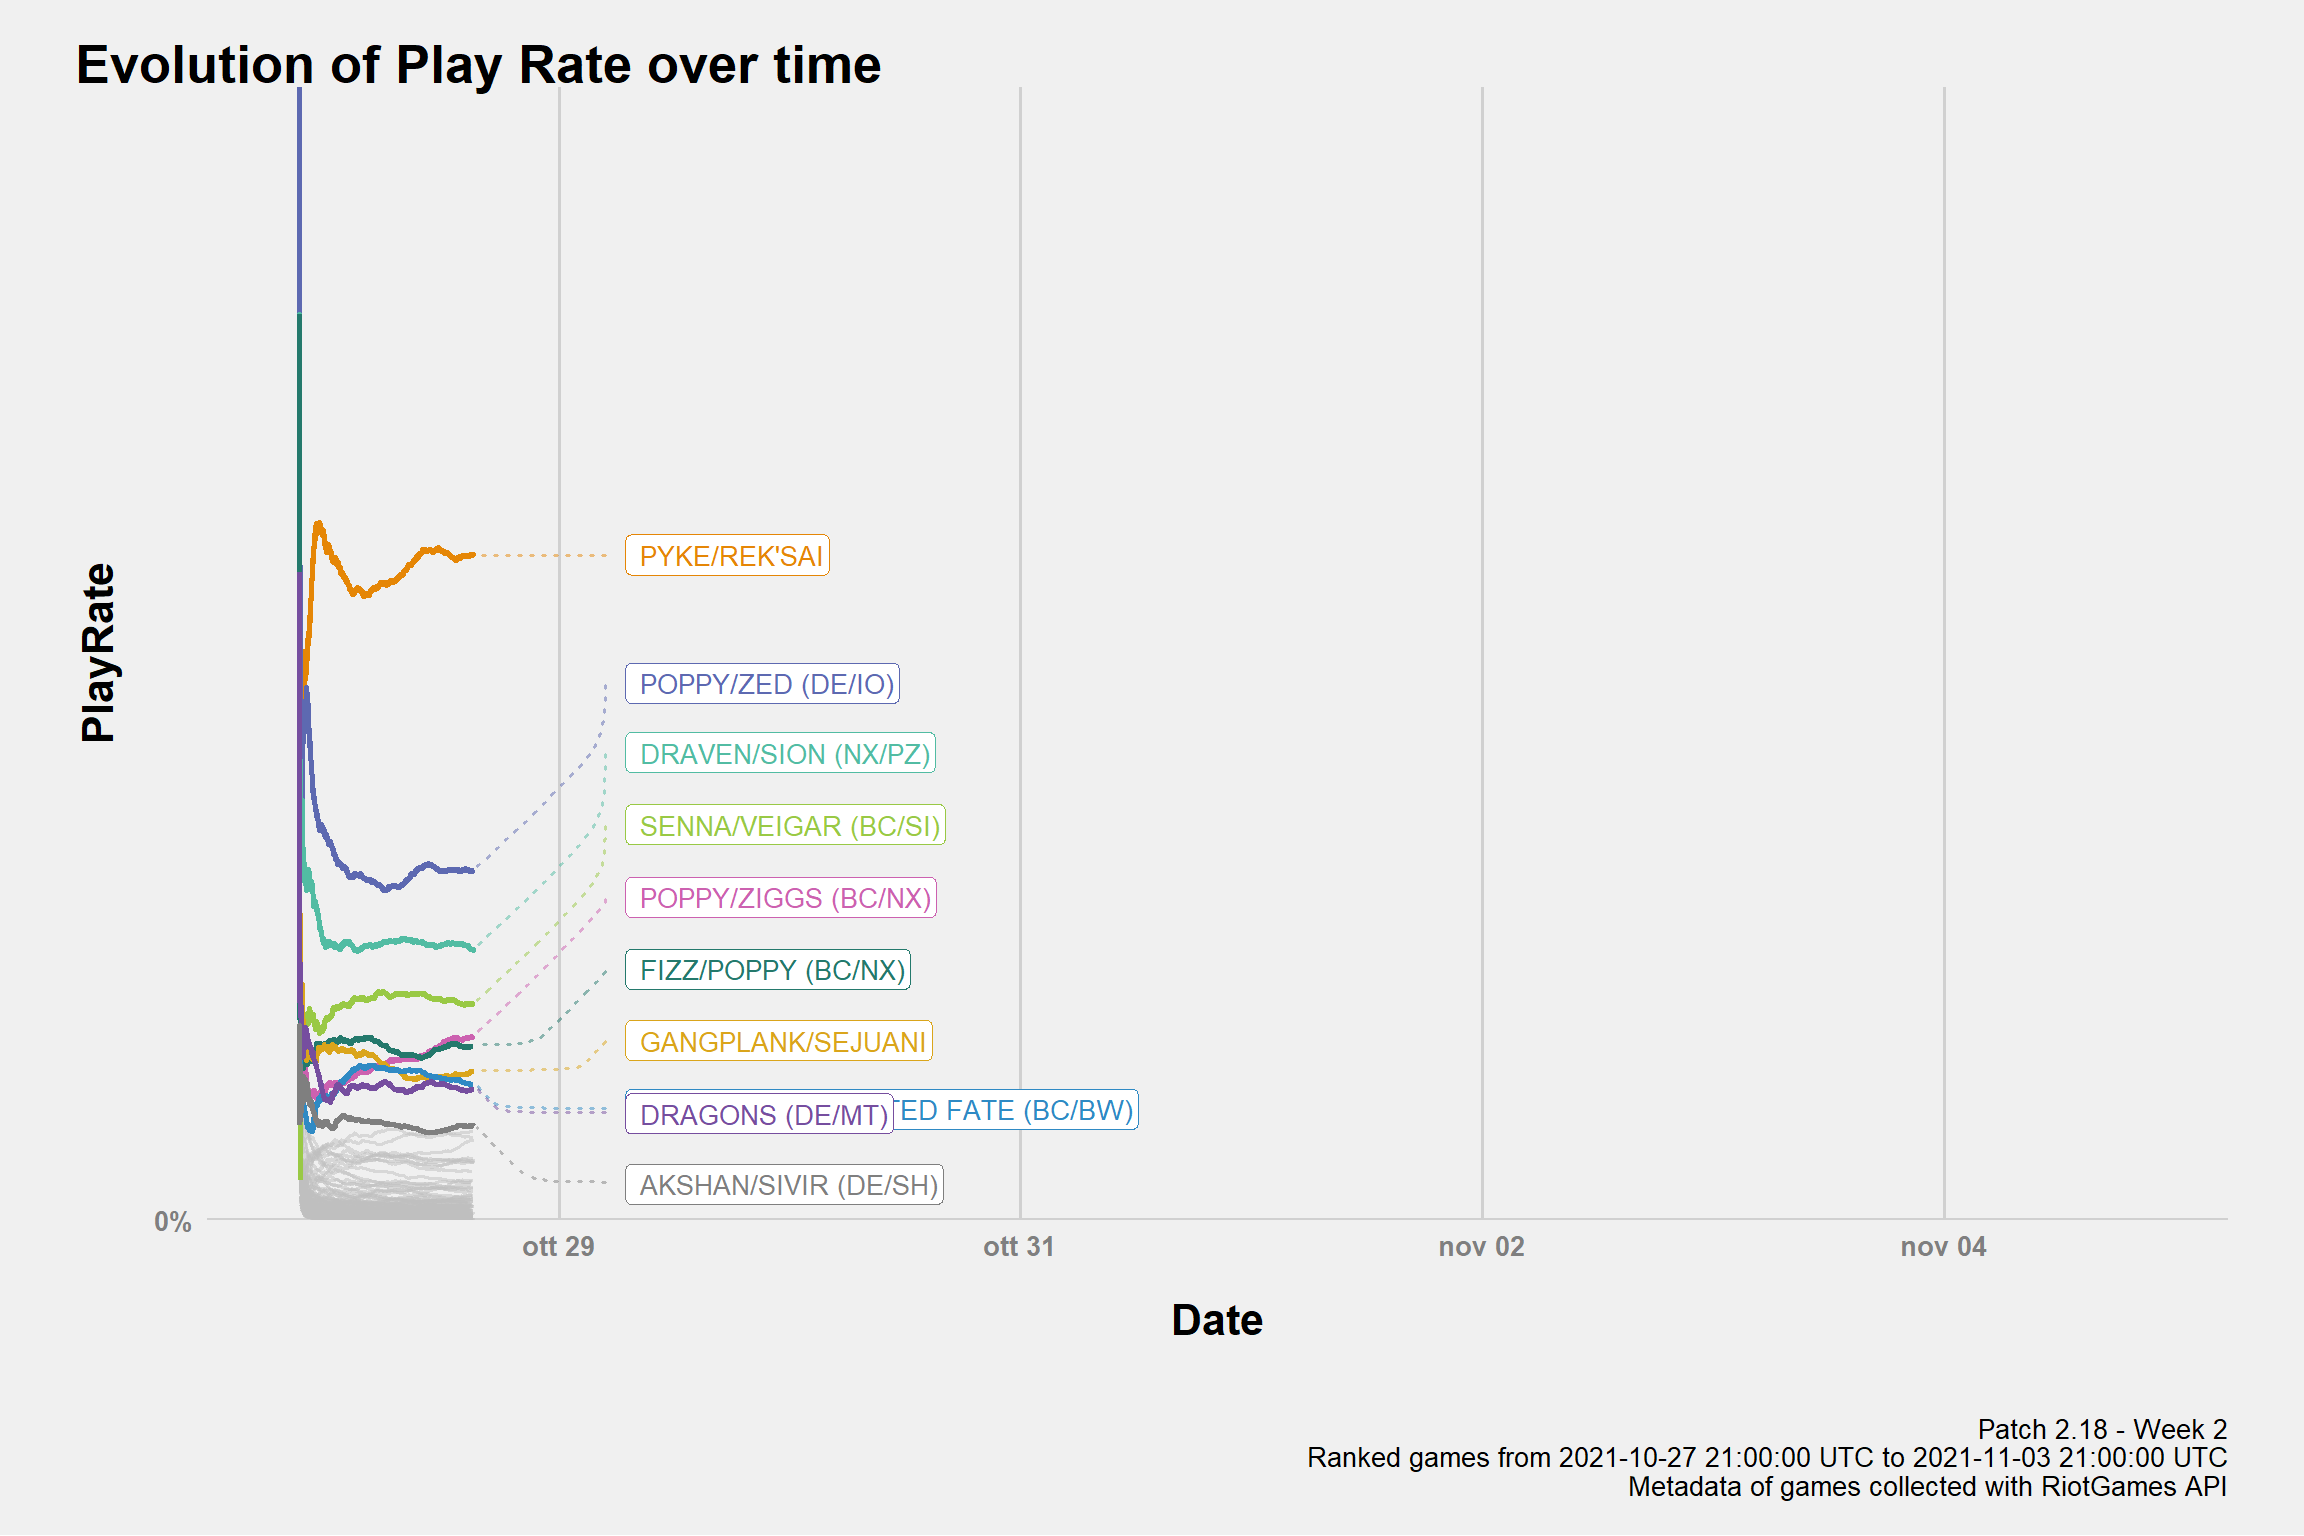 Evolution of Play Rate over time
PlayRate
PYKE/REK'SAI
POPPY/ZED (DE/IO)
DRAVEN/SION (NX/PZ)
SENNA/VEIGAR (BC/SI)
POPPY/ZIGGS (BC/NX)
FIZZ/POPPY (BC/NX)
GANGPLANK/SEJUANI
DRAGONS (DE/MT) FATE (BC/BW)
AKSHAN/SIVIR (DE/SH)
0%
ott 29 ott 31 nov 02 nov 04
Date
Patch 2.18 - Week 2
Ranked games from 2021-10-27 21:00:00 UTC to 2021-11-03 21:00:00 UTC
Metadata of games collected with RiotGames API